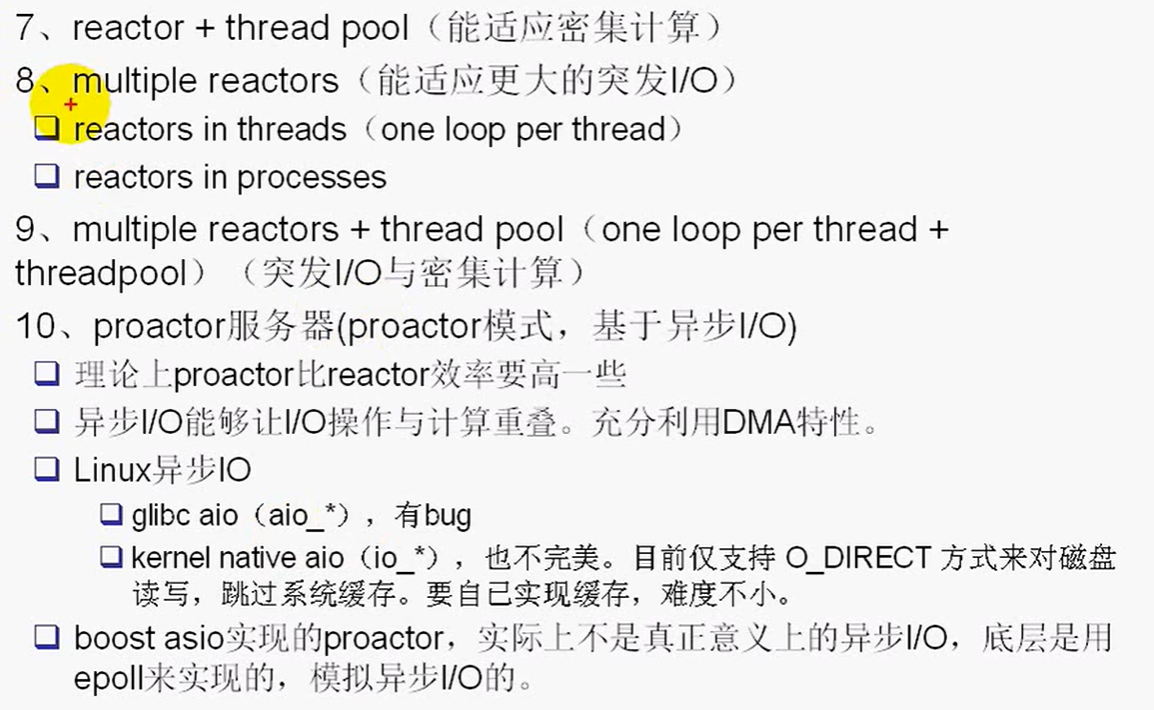 7、reactor + thread pool（能适应密集计算）
8、multiple reactors（能适应更大的突发I/O）
reactors in threads（one loop per thread）
reactors in processes
9、multiple reactors + thread pool（one loop per thread +
threadpool）（突发I/O与密集计算）
10、proactor服务器(proactor模式，基于异步I/O)
理论上proactor比reactor效率要高一些
异步I/O能够让I/O操作与计算重叠。充分利用DMA特性。
Linux异步IO
glibc aio（aio_*），有bug
kernel native aio（io_*），也不完美。目前仅支持 O_DIRECT 方式来对磁盘
读写，跳过系统缓存。要自已实现缓存，难度不小。
boost asio实现的proactor，实际上不是真正意义上的异步I/O，底层是用
epoll来实现的，模拟异步I/O的。